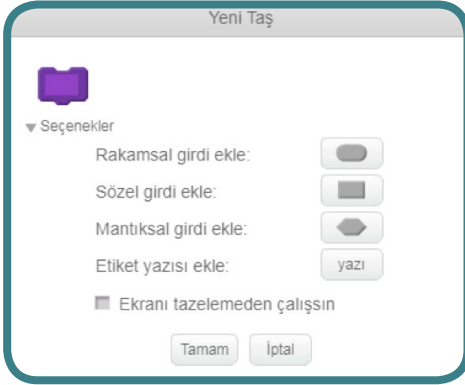 Yeni Taş
Seçenekler
Rakamsal girdi ekle:
Sözel girdi ekle:
Mantıksal girdi ekle:
Etiket yazısı ekle: yazı
Ekranı tazelemeden çalışsın
Tamam İptal